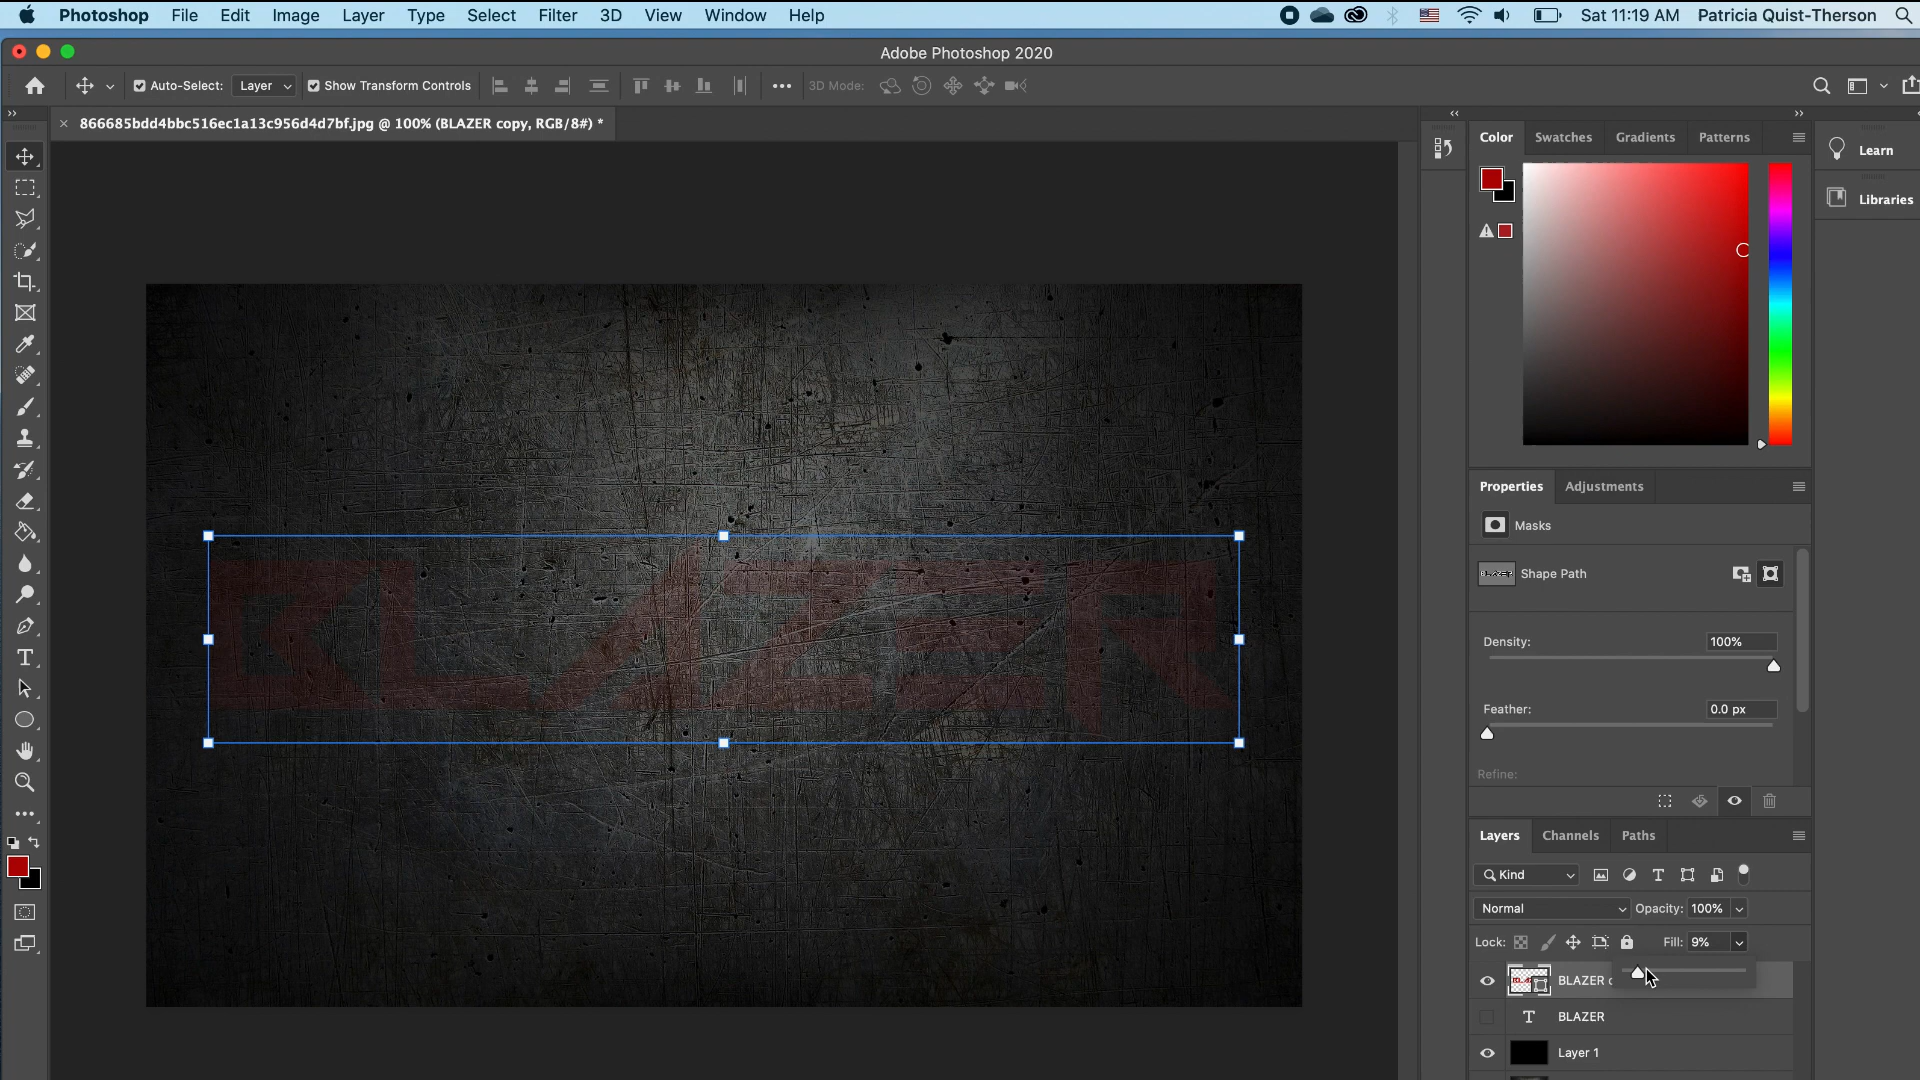 Photoshop File Edit Image Layer Type Select Filter 3D View Window Help Sat 11:19 AM Patricia Quist-Therson
Adobe Photoshop 2020
Auto-Select: Layer Show Transform Controls 3D Mode:
866685bdd4bbc516ec1a13c956d4d7bf.jpg @ 100% (BLAZER copy, RGB/8#) *
Color Swatches Gradients Patterns
Learn
Libraries
BLAZER
Properties Adjustments
Masks
Shape Path
Density: 100%
Feather: 0.0 px
Refine:
Layers Channels Paths
Kind
Normal Opacity: 100%
Lock: Fill: 9%
BLAZER c
BLAZER
Layer 1